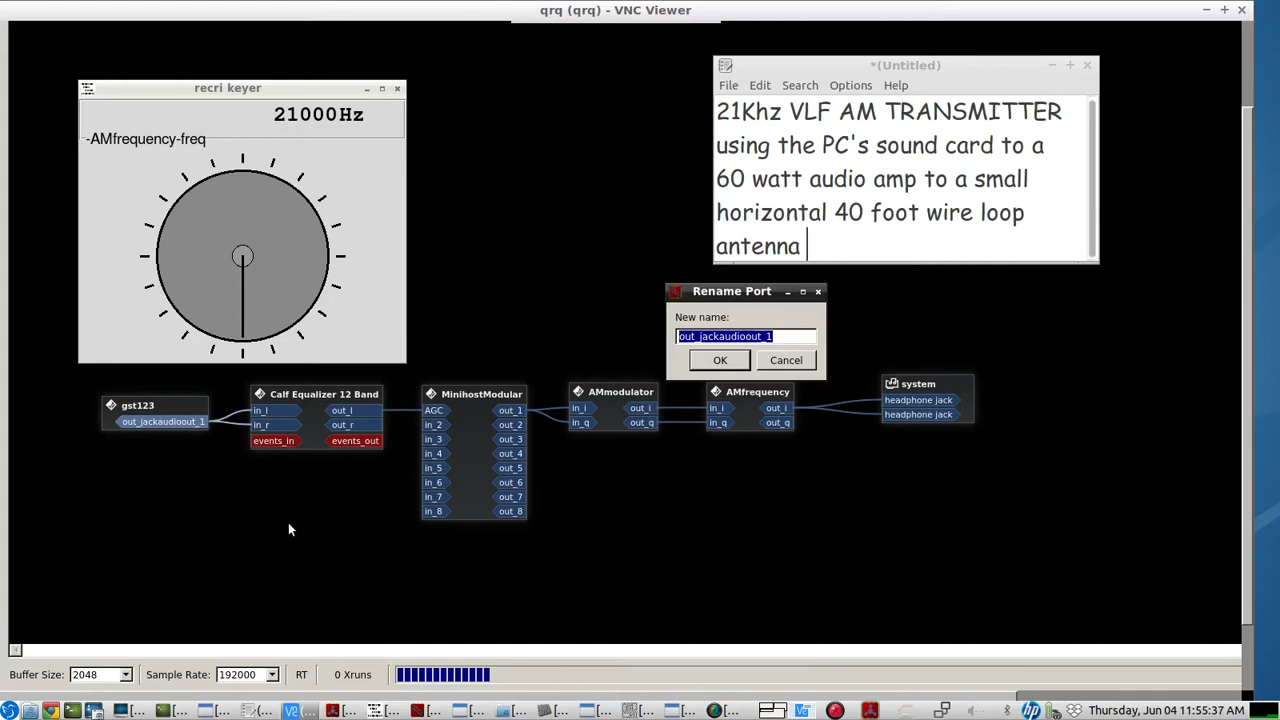 qrq (qrq) - VNC Viewer
recri keyer
21000Hz
-AMfrequency-freq
*(Untitled)
File Edit Search Options Help
21Khz VLF AM TRANSMITTER
using the PC's sound card to a
60 watt audio amp to a small
horizontal 40 foot wire loop
antenna
Rename Port
New name:
out_jackaudioout_1
OK Cancel
gst123
out_jackaudioout_1
Calf Equalizer 12 Band
in_l out_l
in_r out_r
events_in events_out
MinihostModular
AGC out_1
in_2 out_2
in_3 out_3
in_4 out_4
in_5 out_5
in_6 out_6
in_7 out_7
in_8 out_8
AMmodulator
in_i out_i
in_q out_q
AMfrequency
in_i out_i
in_q out_q
system
headphone jack
headphone jack
Buffer Size: 2048 Sample Rate: 192000 RT 0 Xruns
[... [... [... (... [... [... [... [... [... [... [... [... [... [... [... Thursday, Jun 04 11:55:37 AM